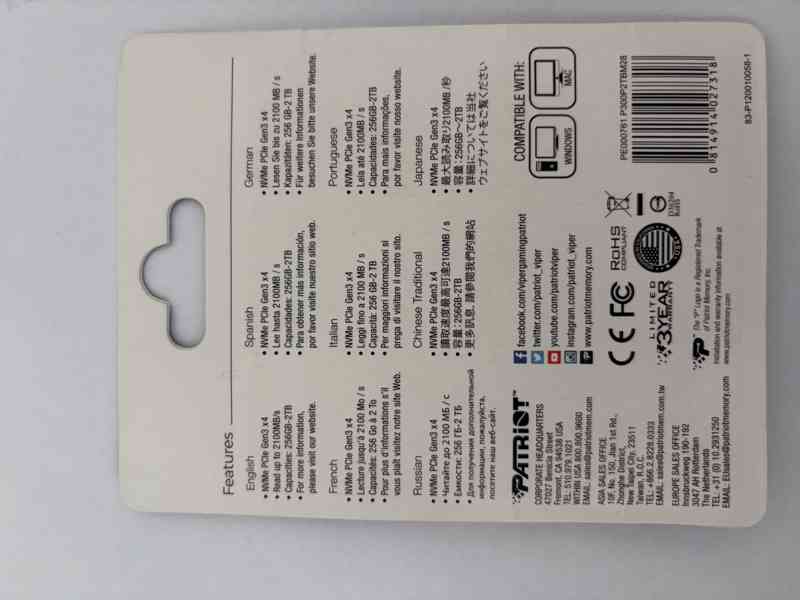 Features
English
• NVMe PCIe Gen3 x4
• Read up to 2100MB/s
• Capacities: 256GB-2TB
• For more information,
please visit our website.
Spanish
• NVMe PCIe Gen3 x4
• Lee hasta 2100MB / s
• Capacidades: 256GB-2TB
• Para obtener más información,
por favor visite nuestro sitio web.
German
• NVMe PCIe Gen3 x4
• Lesen Sie bis zu 2100 MB / s
• Kapazitäten: 256 GB-2 TB
• Für weitere Informationen
besuchen Sie bitte unsere Website.
French
• NVMe PCIe Gen3 x4
• Lecture jusqu'à 2100 Mo / s
• Capacités: 256 Go à 2 To
• Pour plus d'informations s'il
vous plaît visitez notre site Web.
Italian
• NVMe PCIe Gen3 x4
• Leggi fino a 2100 MB / s
• Capacità: 256 GB-2 TB
• Per maggiori informazioni si
prega di visitare il nostro sito.
Portuguese
• NVMe PCIe Gen3 x4
• Leia até 2100MB / s
• Capacidades: 256GB-2TB
• Para mais informações,
por favor visite nosso website.
Russian
• NVMe PCIe Gen3 x4
• Читайте до 2100 МБ / с
• Емкости: 256 ГБ-2 ТБ
• Для получения дополнительной
информации, пожалуйста,
посетите наш веб-сайт.
Chinese Traditional
• NVMe PCIe Gen3 x4
• 讀取速度最高可達2100MB / s
• 容量：256GB-2TB
• 更多訊息, 請參閱我們的網站
Japanese
• NVMe PCIe Gen3 x4
• 最大読み取り2100MB /秒
• 容量：256GB〜2TB
• 詳細については当社
ウェブサイトをご覧ください
PATRIOT
CORPORATE HEADQUARTERS
47027 Benicia Street
Fremont, CA 94538 USA
TEL: 510.979.1021
WITHIN USA 800.800.9600
EMAIL: sales@patriotmem.com
ASIA SALES OFFICE
10F, No. 150, Jian 1st Rd.,
Zhonghe District,
New Taipei City, 23511
Taiwan, R.O.C.
TEL: +886.2.8228.0333
EMAIL: sales@patriotmem.com.tw
EUROPE SALES OFFICE
Innsbruckweg 190-192
3047 AH Rotterdam
The Netherlands
TEL: +31 (0) 10.2931250
EMAIL: EUsales@patriotmem.com
facebook.com/vipergamingpatriot
twitter.com/patriot_viper
youtube.com/patriotviper
instagram.com/patriot_viper
www.patriotmemory.com
CE FC
RoHS
COMPLIANT
LIMITED
3YEAR
WARRANTY
The "P" Logo is a Registered Trademark
of Patriot Memory, Inc.
Installation and warranty information available at
www.patriotmemory.com
COMPATIBLE WITH:
WINDOWS
MAC
PE000761 P300P2TBM28
0 814914 027318
83-P120010058-1